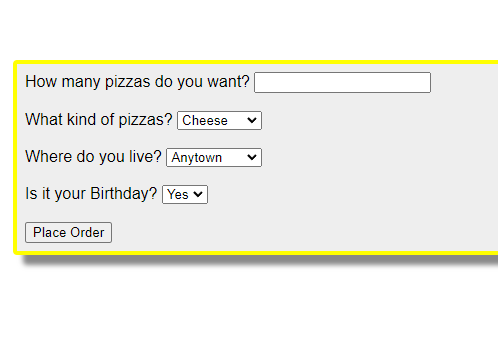 How many pizzas do you want?
What kind of pizzas? Cheese
Where do you live? Anytown
Is it your Birthday? Yes
Place Order